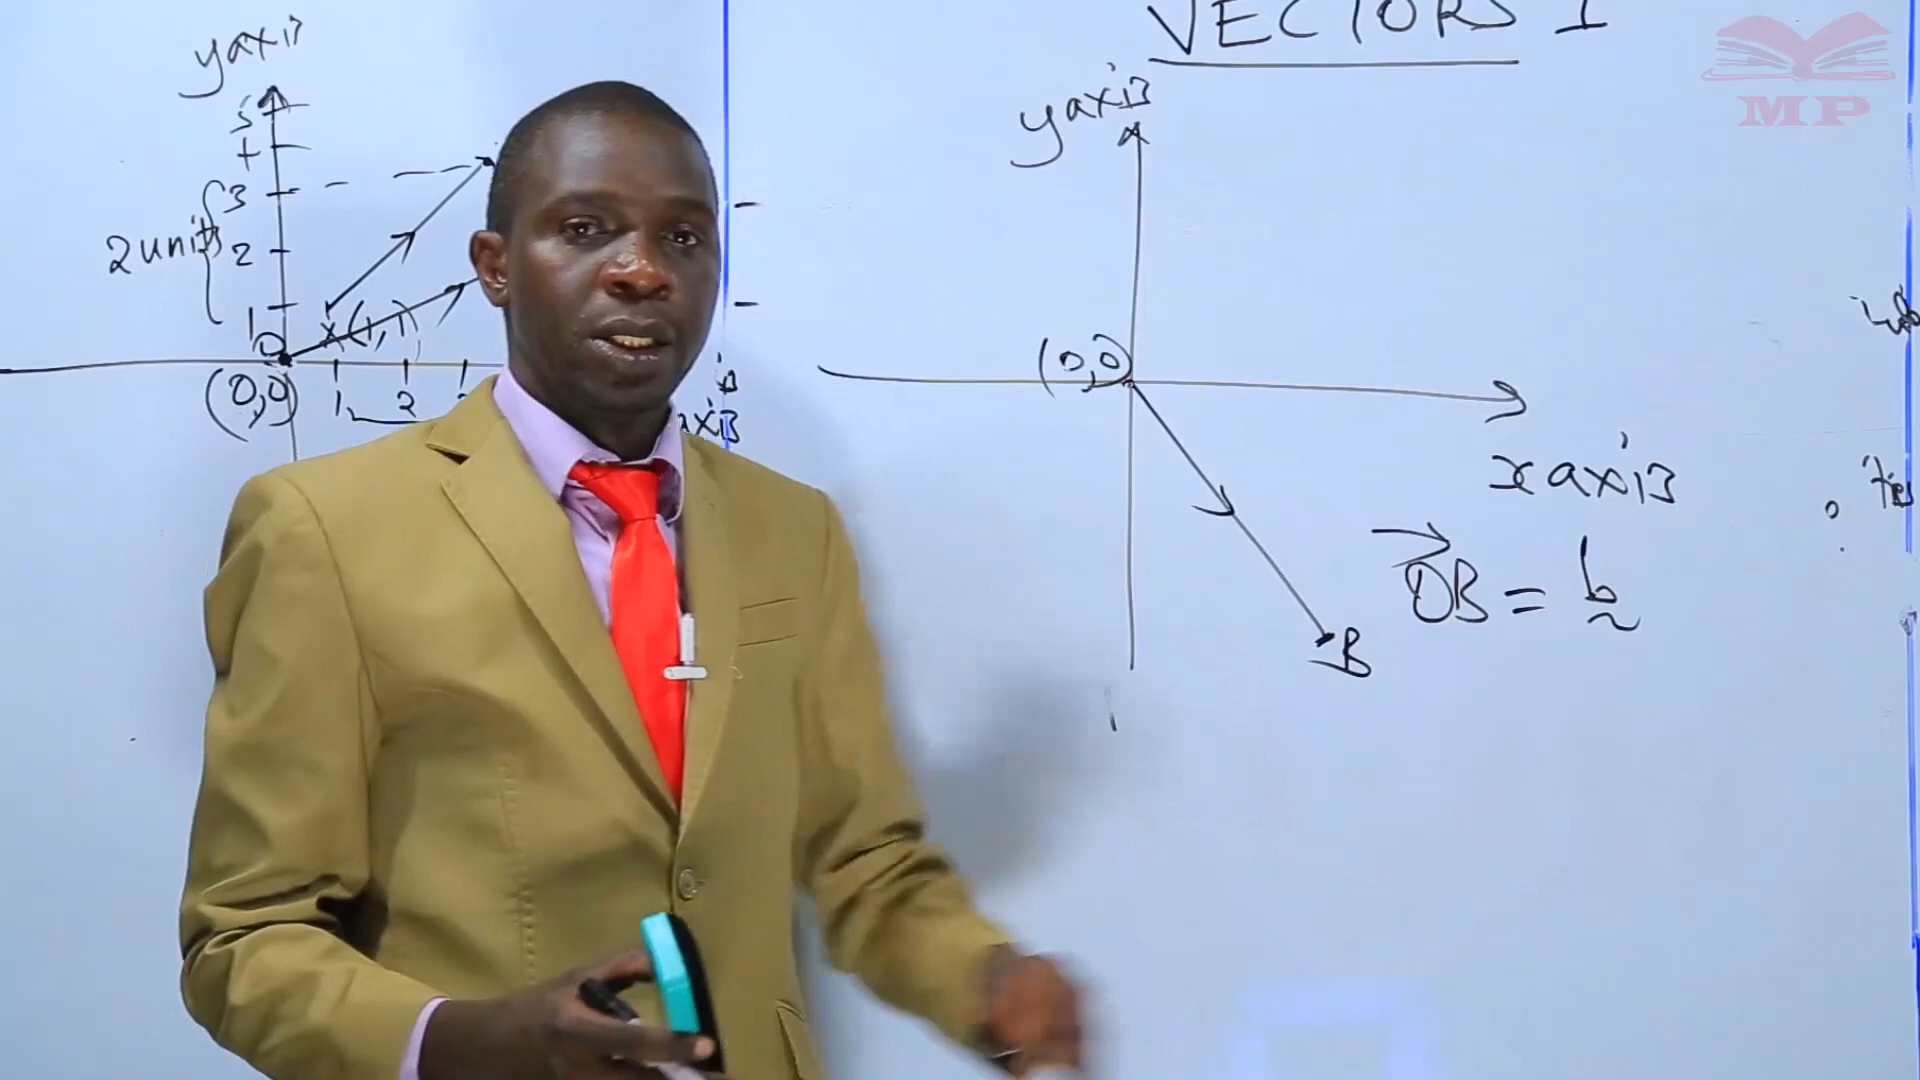 VECTORS I
MP
y axis
5
4
3
2 units
2
1
X(1,1)
O
(0,0)
1
2
axis
y axis
(0,0)
x axis
OB = b
B